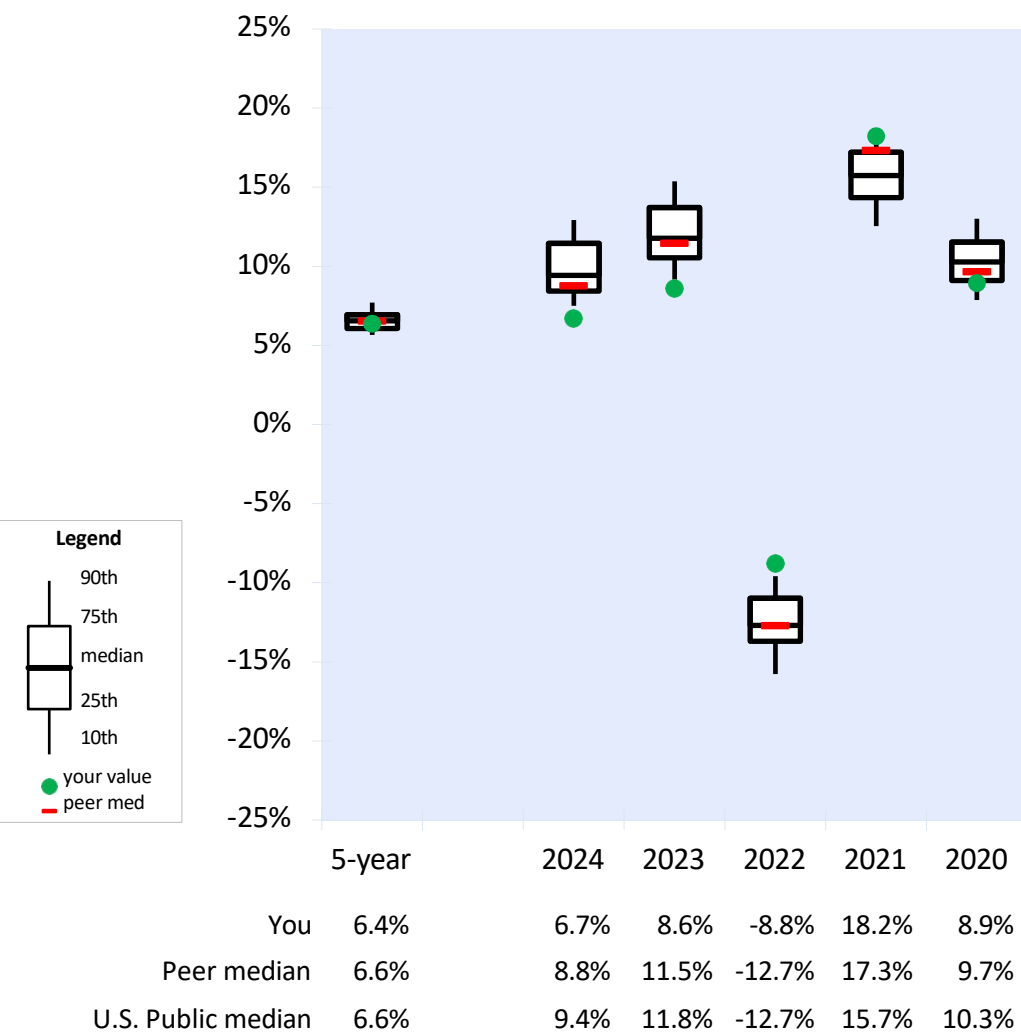 25%
20%
15%
10%
5%
0%
-5%
-10%
-15%
-20%
-25%
Legend
90th
75th
median
25th
10th
your value
peer med
5-year 2024 2023 2022 2021 2020
You 6.4% 6.7% 8.6% -8.8% 18.2% 8.9%
Peer median 6.6% 8.8% 11.5% -12.7% 17.3% 9.7%
U.S. Public median 6.6% 9.4% 11.8% -12.7% 15.7% 10.3%